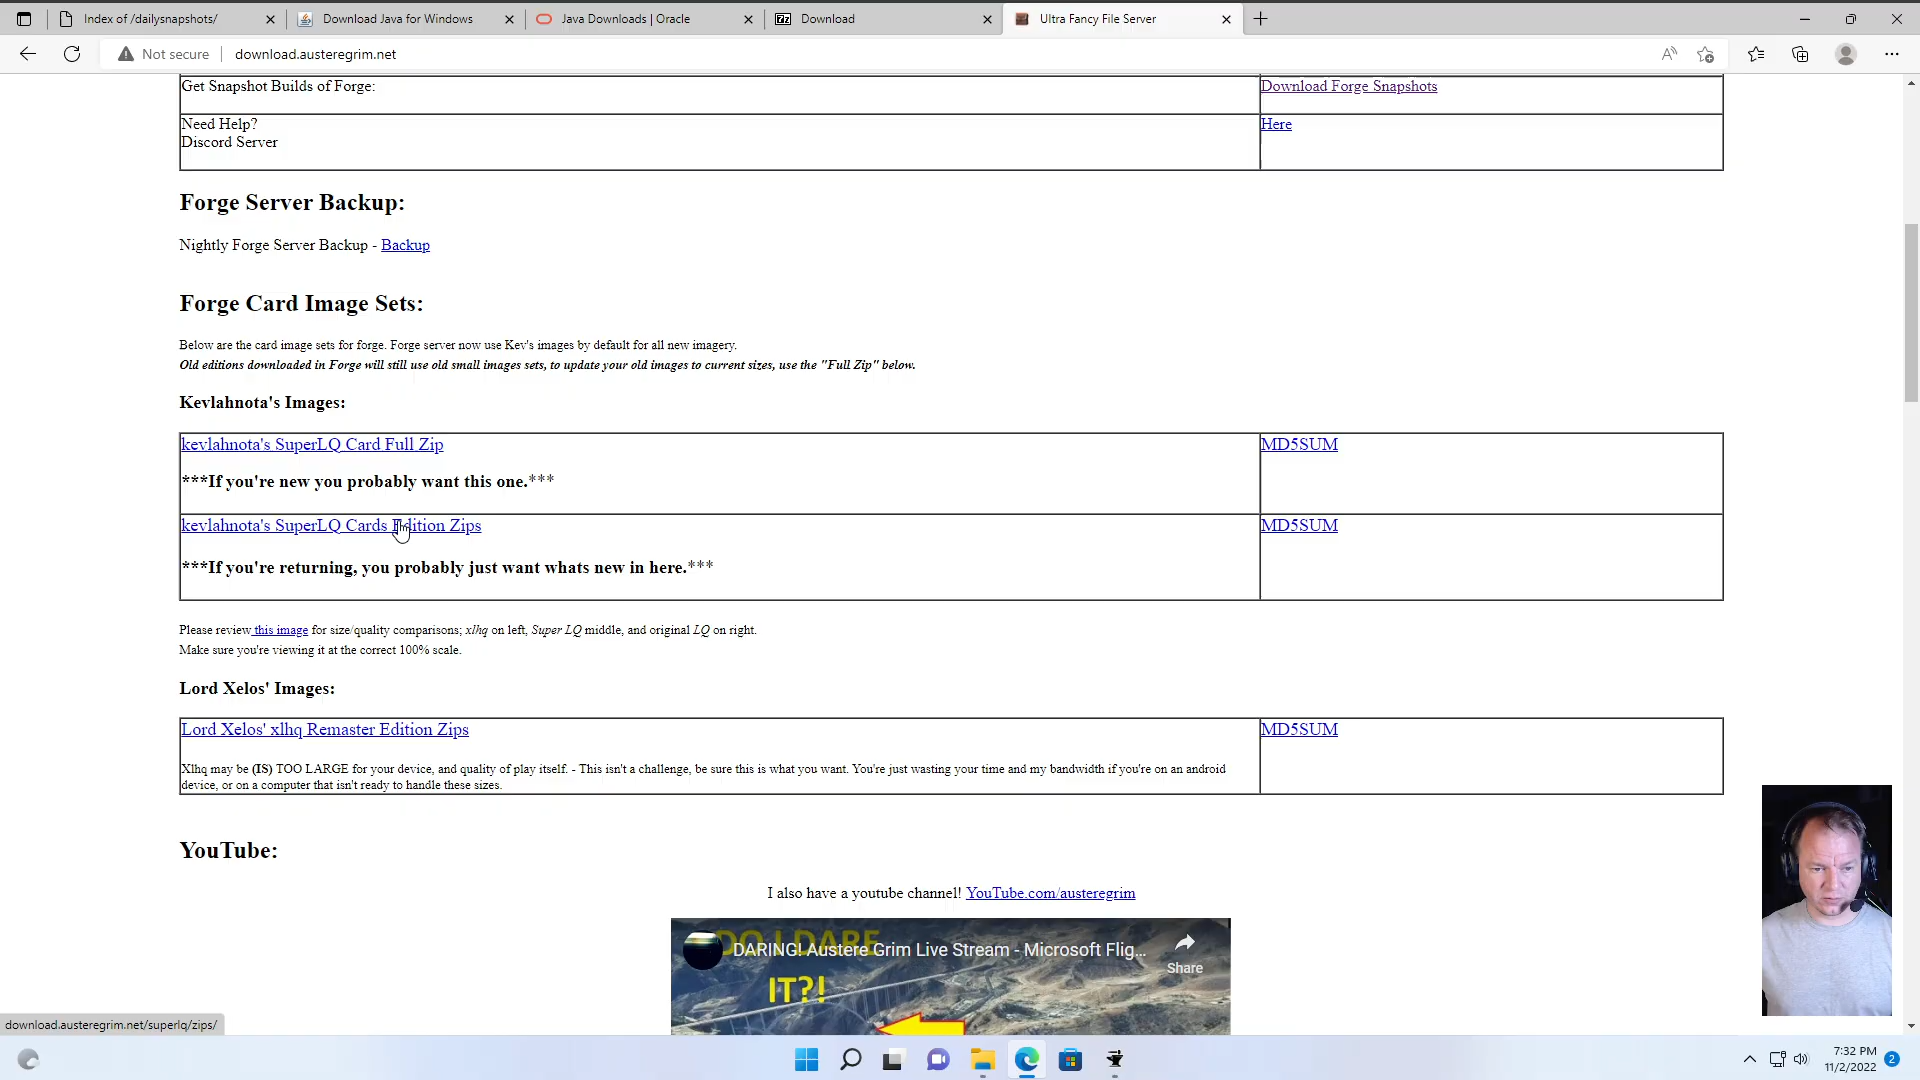 Index of /dailysnapshots/
Download Java for Windows
Java Downloads | Oracle
7z Download
Ultra Fancy File Server
Not secure
download.austeregrim.net
Get Snapshot Builds of Forge:
Download Forge Snapshots
Need Help?
Here
Discord Server
Forge Server Backup:
Nightly Forge Server Backup - Backup
Forge Card Image Sets:
Below are the card image sets for forge. Forge server now use Kev's images by default for all new imagery.
Old editions downloaded in Forge will still use old small images sets, to update your old images to current sizes, use the "Full Zip" below.
Kevlahnota's Images:
kevlahnota's SuperLQ Card Full Zip
MD5SUM
***If you're new you probably want this one.***
kevlahnota's SuperLQ Cards Edition Zips
MD5SUM
***If you're returning, you probably just want whats new in here.***
Please review this image for size/quality comparisons; xlhq on left, Super LQ middle, and original LQ on right.
Make sure you're viewing it at the correct 100% scale.
Lord Xelos' Images:
Lord Xelos' xlhq Remaster Edition Zips
MD5SUM
Xlhq may be (IS) TOO LARGE for your device, and quality of play itself. - This isn't a challenge, be sure this is what you want. You're just wasting your time and my bandwidth if you're on an android
device, or on a computer that isn't ready to handle these sizes.
YouTube:
I also have a youtube channel! YouTube.com/austeregrim
DO I DARE
DARING! Austere Grim Live Stream - Microsoft Flig...
Share
IT?!
download.austeregrim.net/superlq/zips/
7:32 PM
11/2/2022
2